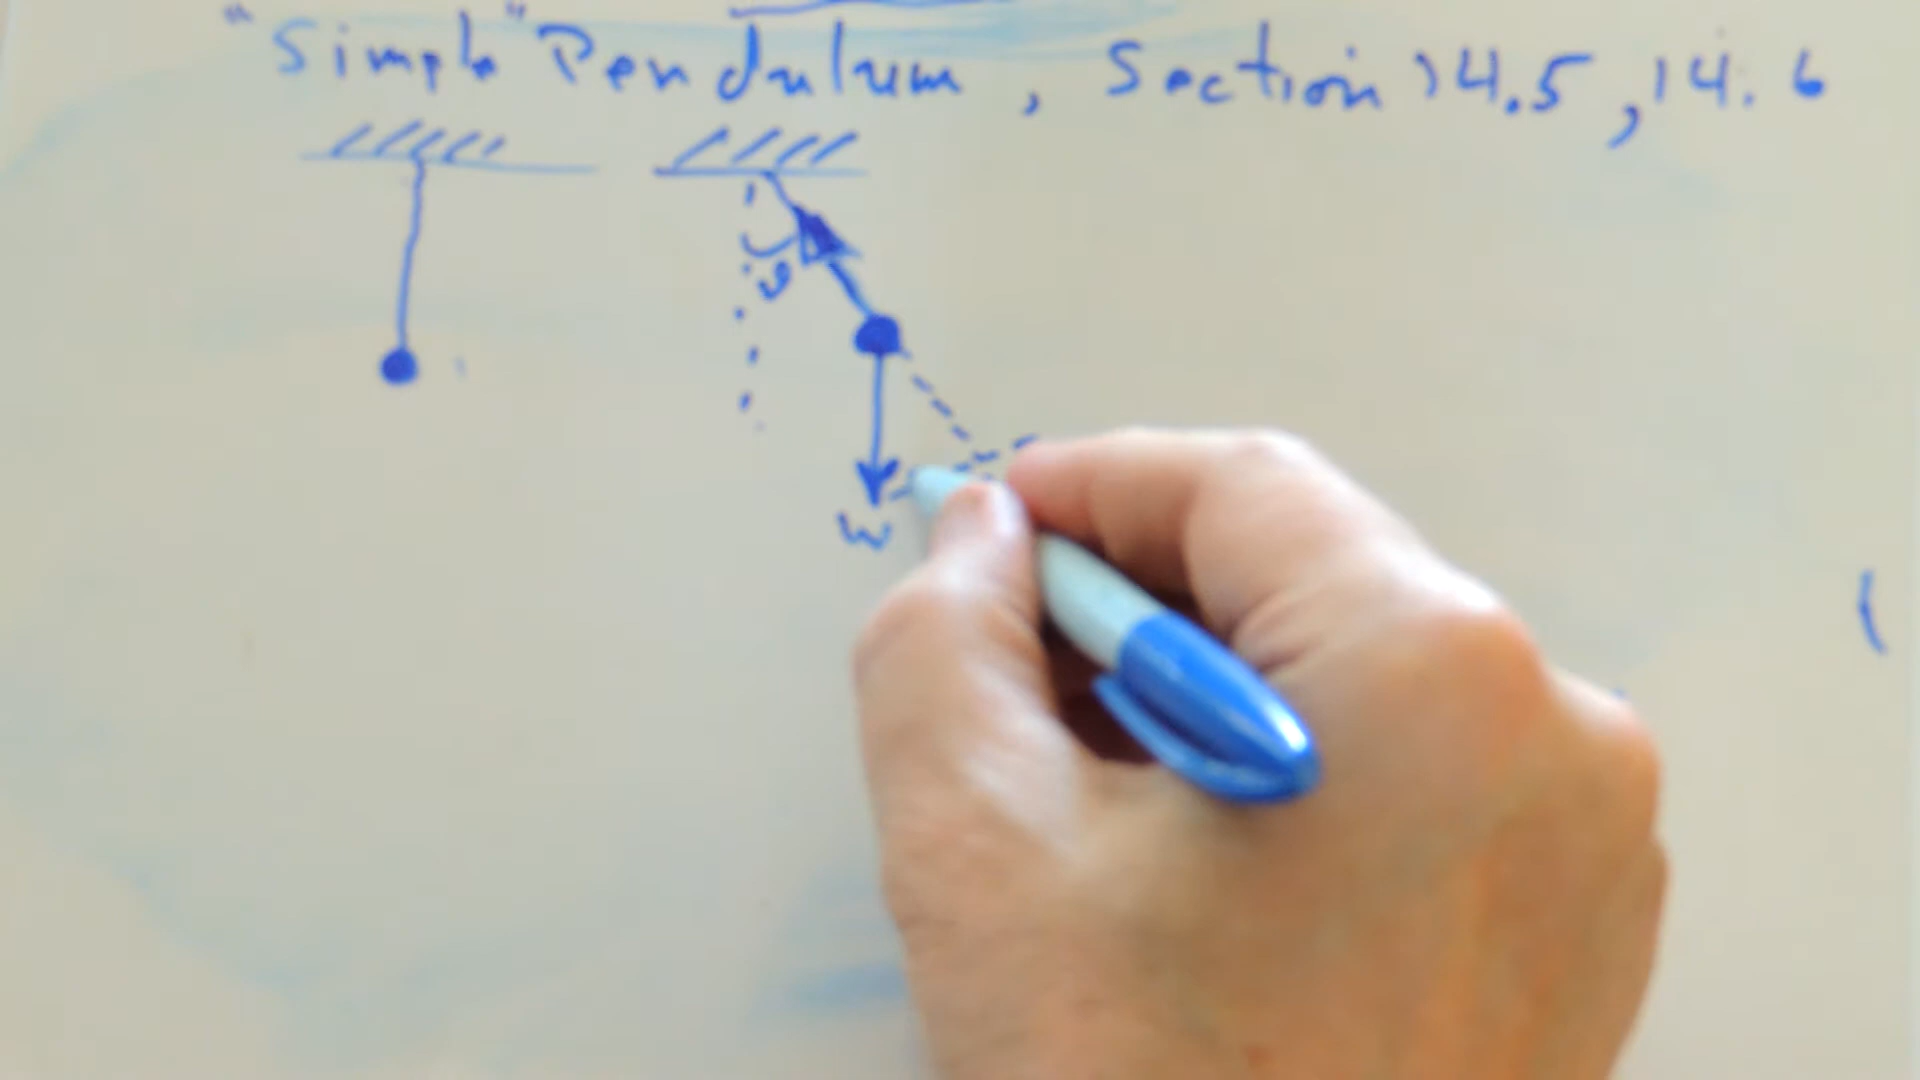 "Simple" Pendulum, Section 14.5, 14.6
θ
W
(